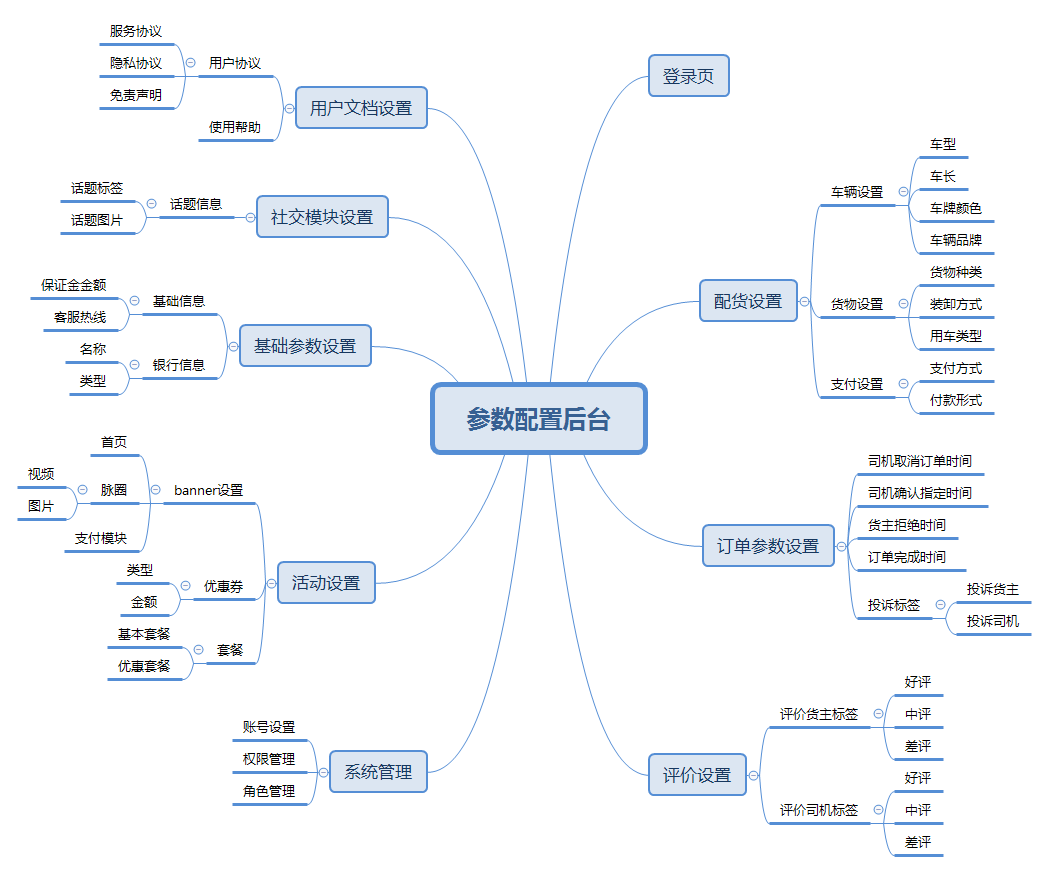 参数配置后台
登录页
配货设置
车辆设置
车型
车长
车牌颜色
车辆品牌
货物设置
货物种类
装卸方式
用车类型
支付设置
支付方式
付款形式
订单参数设置
司机取消订单时间
司机确认指定时间
货主拒绝时间
订单完成时间
投诉标签
投诉货主
投诉司机
评价设置
评价货主标签
好评
中评
差评
评价司机标签
好评
中评
差评
用户文档设置
用户协议
服务协议
隐私协议
免责声明
使用帮助
社交模块设置
话题信息
话题标签
话题图片
基础参数设置
基础信息
保证金金额
客服热线
银行信息
名称
类型
活动设置
banner设置
首页
脉圈
视频
图片
支付模块
优惠券
类型
金额
套餐
基本套餐
优惠套餐
系统管理
账号设置
权限管理
角色管理